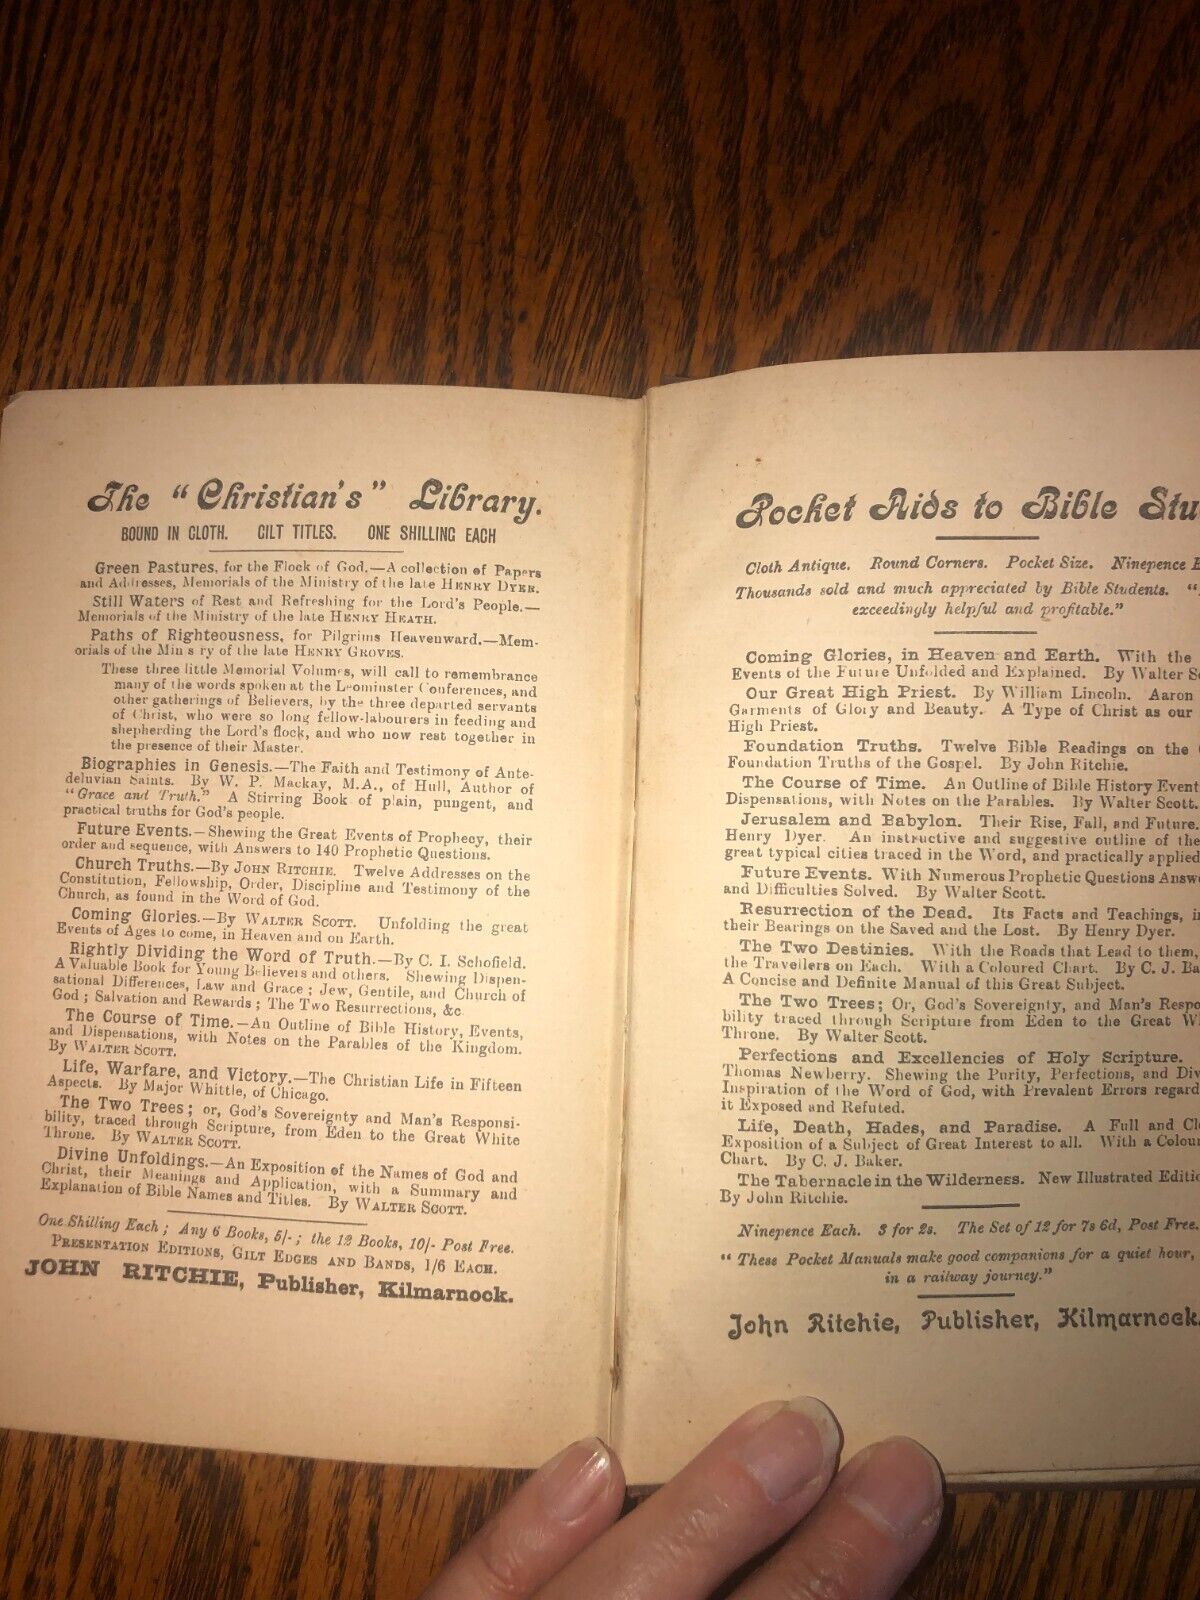 The "Christian's" Library.
BOUND IN CLOTH. GILT TITLES. ONE SHILLING EACH
Green Pastures, for the Flock of God.—A collection of Papers
and Addresses, Memorials of the Ministry of the late HENRY DYER.
Still Waters of Rest and Refreshing for the Lord's People.—
Memorials of the Ministry of the late HENRY HEATH.
Paths of Righteousness, for Pilgrims Heavenward.—Mem-
orials of the Minis ry of the late HENRY GROVES.
These three little Memorial Volumes, will call to remembrance
many of the words spoken at the Leominster Conferences, and
other gatherings of Believers, by the three departed servants
of Christ, who were so long fellow-labourers in feeding and
shepherding the Lord's flock, and who now rest together in
the presence of their Master.
Biographies in Genesis.—The Faith and Testimony of Ante-
deluvian Saints. By W. P. Mackay, M.A., of Hull, Author of
"Grace and Truth." A Stirring Book of plain, pungent, and
practical truths for God's people.
Future Events.—Shewing the Great Events of Prophecy, their
order and sequence, with Answers to 140 Prophetic Questions.
Church Truths.—By JOHN RITCHIE. Twelve Addresses on the
Constitution, Fellowship, Order, Discipline and Testimony of the
Church, as found in the Word of God.
Coming Glories.—By WALTER SCOTT. Unfolding the great
Events of Ages to come, in Heaven and on Earth.
Rightly Dividing the Word of Truth.—By C. I. Schofield.
A Valuable Book for Young Believers and others. Shewing Dispen-
sational Differences, Law and Grace; Jew, Gentile, and Church of
God; Salvation and Rewards; The Two Resurrections, &c
The Course of Time.—An Outline of Bible History, Events,
and Dispensations, with Notes on the Parables of the Kingdom.
By WALTER SCOTT.
Life, Warfare, and Victory.—The Christian Life in Fifteen
Aspects. By Major Whittle, of Chicago.
The Two Trees; or, God's Sovereignty and Man's Responsi-
bility, traced through Scripture, from Eden to the Great White
Throne. By WALTER SCOTT.
Divine Unfoldings.—An Exposition of the Names of God and
Christ, their Meanings and Application, with a Summary and
Explanation of Bible Names and Titles. By WALTER SCOTT.
One Shilling Each; Any 6 Books, 5/-; the 12 Books, 10/- Post Free.
PRESENTATION EDITIONS, GILT EDGES AND BANDS, 1/6 EACH.
JOHN RITCHIE, Publisher, Kilmarnock.
Pocket Aids to Bible Stu
Cloth Antique. Round Corners. Pocket Size. Ninepence E
Thousands sold and much appreciated by Bible Students. "
exceedingly helpful and profitable."
Coming Glories, in Heaven and Earth. With the
Events of the Future Unfolded and Explained. By Walter Sc
Our Great High Priest. By William Lincoln. Aaron
Garments of Glory and Beauty. A Type of Christ as our
High Priest.
Foundation Truths. Twelve Bible Readings on the
Foundation Truths of the Gospel. By John Ritchie.
The Course of Time. An Outline of Bible History Event
Dispensations, with Notes on the Parables. By Walter Scott.
Jerusalem and Babylon. Their Rise, Fall, and Future.
Henry Dyer. An instructive and suggestive outline of the
great typical cities traced in the Word, and practically applied
Future Events. With Numerous Prophetic Questions Answe
and Difficulties Solved. By Walter Scott.
Resurrection of the Dead. Its Facts and Teachings, i
their Bearings on the Saved and the Lost. By Henry Dyer.
The Two Destinies. With the Roads that Lead to them,
the Travellers on Each. With a Coloured Chart. By C. J. Ba
A Concise and Definite Manual of this Great Subject.
The Two Trees; Or, God's Sovereignty, and Man's Respo
bility traced through Scripture from Eden to the Great W
Throne. By Walter Scott.
Perfections and Excellencies of Holy Scripture.
Thomas Newberry. Shewing the Purity, Perfections, and Div
Inspiration of the Word of God, with Prevalent Errors regard
it Exposed and Refuted.
Life, Death, Hades, and Paradise. A Full and Cl
Exposition of a Subject of Great Interest to all. With a Colou
Chart. By C. J. Baker.
The Tabernacle in the Wilderness. New Illustrated Editio
By John Ritchie.
Ninepence Each. 3 for 2s. The Set of 12 for 7s 6d, Post Free.
"These Pocket Manuals make good companions for a quiet hour,
in a railway journey."
John Ritchie, Publisher, Kilmarnock.